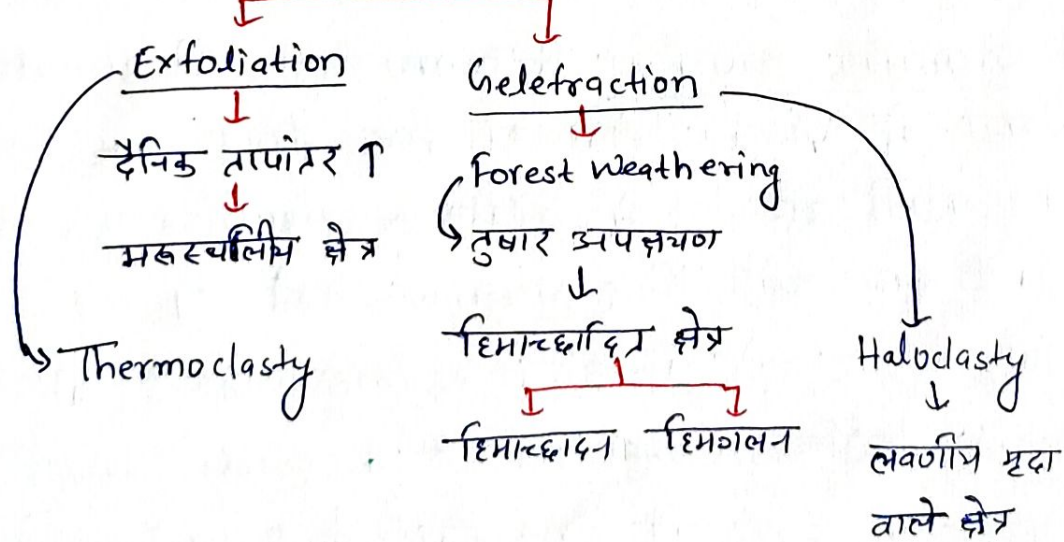 Exfoliation
दैनिक तापांतर ↑
मरूस्थलीय क्षेत्र
Thermoclasty
Gelefraction
Forest Weathering
तुषार अपक्षयण
हिमाच्छादित क्षेत्र
हिमाच्छादन हिमगलन
Haloclasty
लवणीय मृदा
वाले क्षेत्र